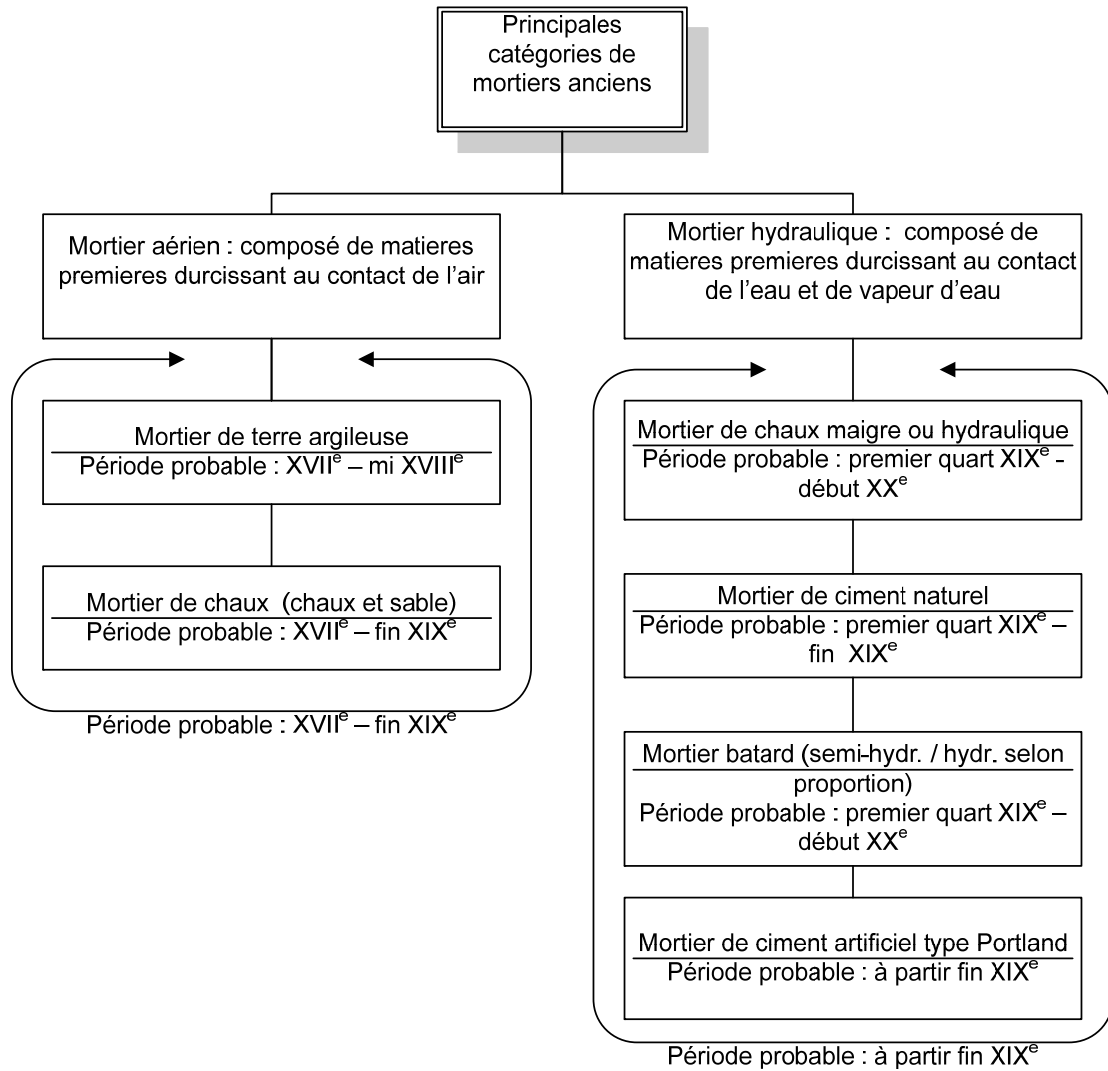 Principales
catégories de
mortiers anciens
Mortier aérien : composé de matieres
premieres durcissant au contact de l'air
Mortier de terre argileuse
Période probable : XVIIe – mi XVIIIe
Mortier de chaux (chaux et sable)
Période probable : XVIIe – fin XIXe
Période probable : XVIIe – fin XIXe
Mortier hydraulique : composé de
matieres premieres durcissant au contact
de l'eau et de vapeur d'eau
Mortier de chaux maigre ou hydraulique
Période probable : premier quart XIXe -
début XXe
Mortier de ciment naturel
Période probable : premier quart XIXe –
fin XIXe
Mortier batard (semi-hydr. / hydr. selon
proportion)
Période probable : premier quart XIXe –
début XXe
Mortier de ciment artificiel type Portland
Période probable : à partir fin XIXe
Période probable : à partir fin XIXe